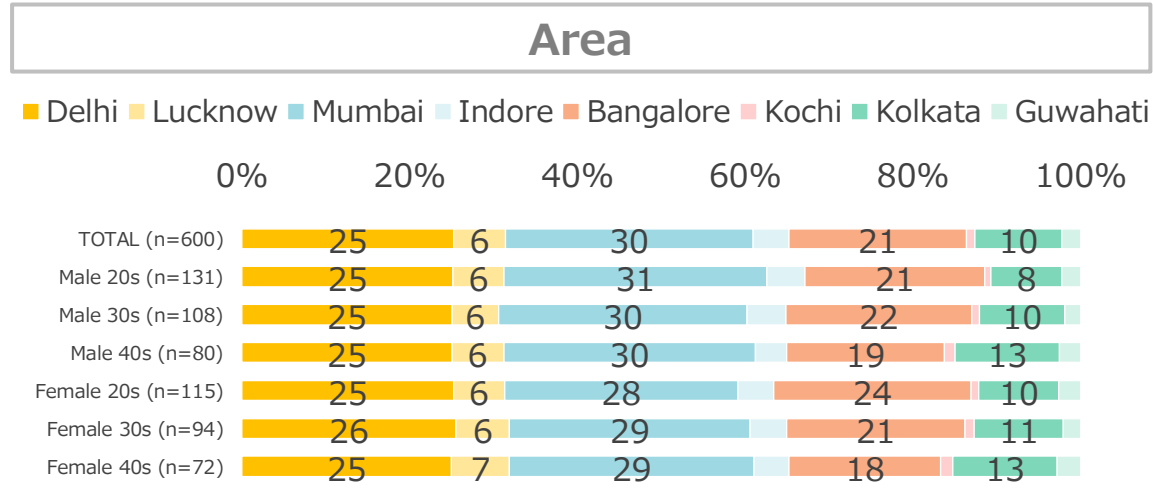 Area
Delhi Lucknow Mumbai Indore Bangalore Kochi Kolkata Guwahati
0% 20% 40% 60% 80% 100%
TOTAL (n=600) 25 6 30 21 10
Male 20s (n=131) 25 6 31 21 8
Male 30s (n=108) 25 6 30 22 10
Male 40s (n=80) 25 6 30 19 13
Female 20s (n=115) 25 6 28 24 10
Female 30s (n=94) 26 6 29 21 11
Female 40s (n=72) 25 7 29 18 13